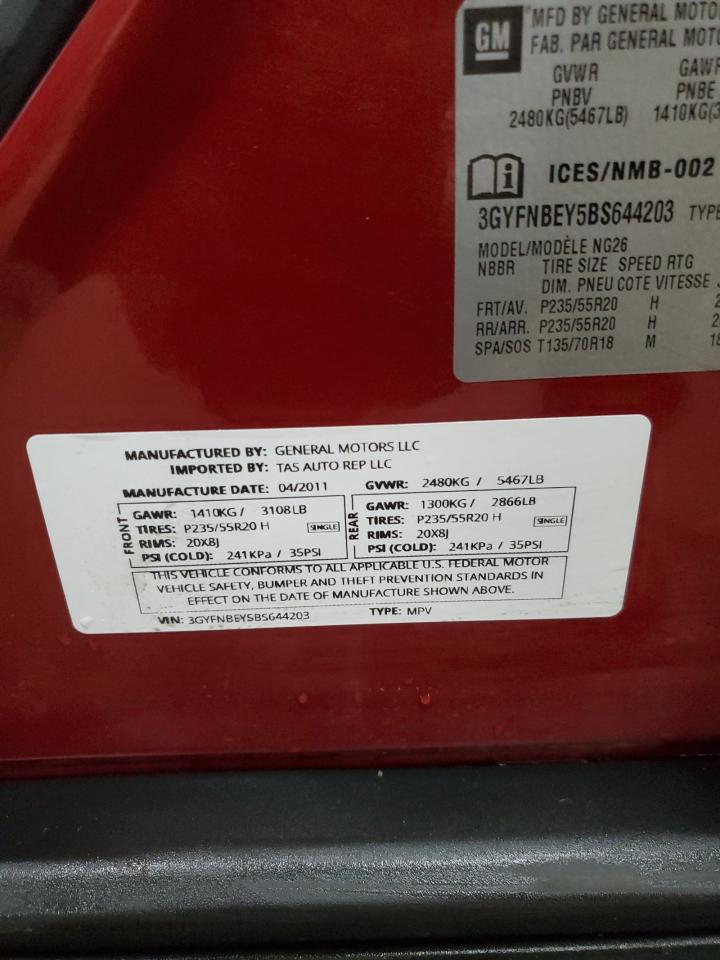 GM
MFD BY GENERAL MOTO
FAB. PAR GENERAL MOT
GVWR GAWR
PNBV PNBE
2480KG(5467LB) 1410KG(3
ICES/NMB-002
3GYFNBEY5BS644203 TYPE
MODEL/MODÈLE NG26
NBBR TIRE SIZE SPEED RTG
DIM. PNEU COTE VITESSE
FRT/AV. P235/55R20 H 2
RR/ARR. P235/55R20 H 2
SPA/SOS T135/70R18 M 18
MANUFACTURED BY: GENERAL MOTORS LLC
IMPORTED BY: TAS AUTO REP LLC
MANUFACTURE DATE: 04/2011 GVWR: 2480KG / 5467LB
FRONT
GAWR: 1410KG / 3108LB
TIRES: P235/55R20 H SINGLE
RIMS: 20X8J
PSI (COLD): 241KPa / 35PSI
REAR
GAWR: 1300KG / 2866LB
TIRES: P235/55R20 H SINGLE
RIMS: 20X8J
PSI (COLD): 241KPa / 35PSI
THIS VEHICLE CONFORMS TO ALL APPLICABLE U.S. FEDERAL MOTOR
VEHICLE SAFETY, BUMPER AND THEFT PREVENTION STANDARDS IN
EFFECT ON THE DATE OF MANUFACTURE SHOWN ABOVE.
VIN: 3GYFNBEY5BS644203 TYPE: MPV